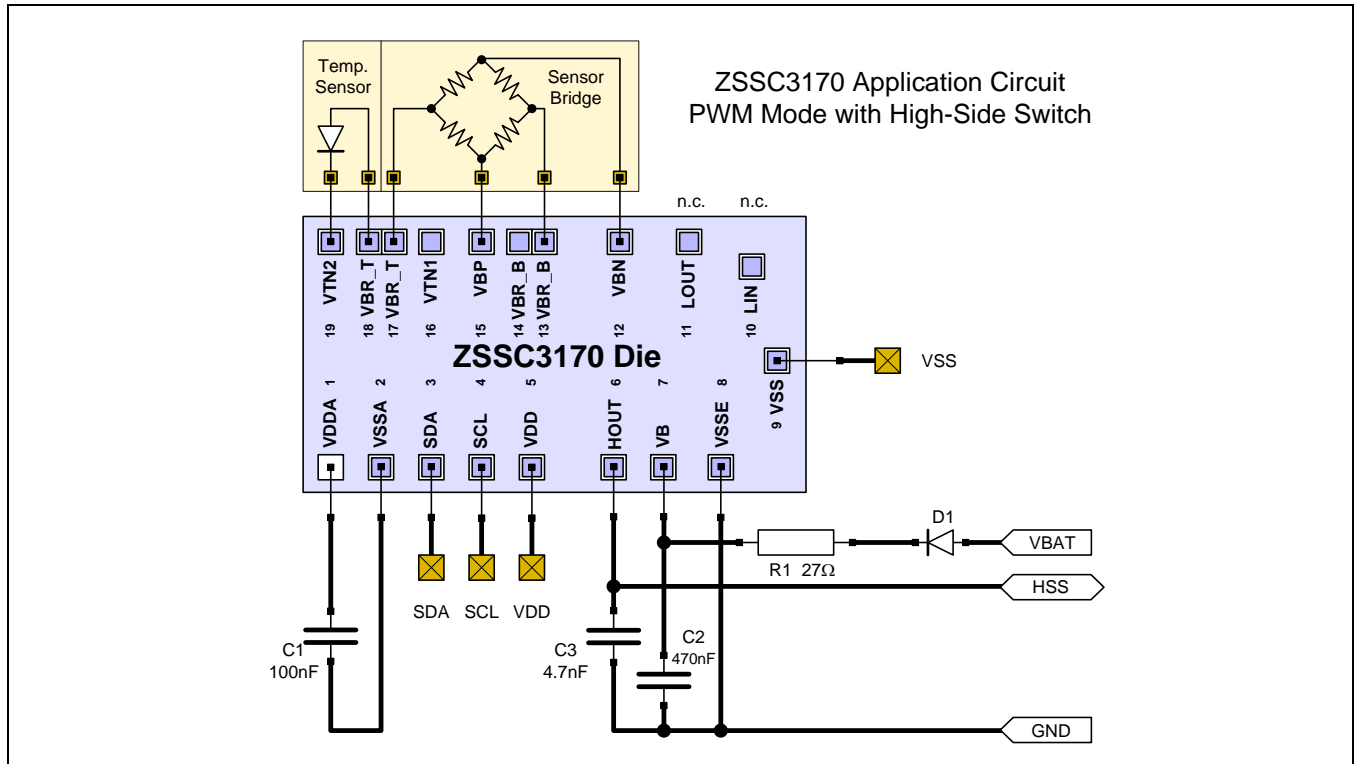 ZSSC3170 Application Circuit
PWM Mode with High-Side Switch
Temp.
Sensor
Sensor
Bridge
n.c.
n.c.
VTN2
VBR_T
VBR_T
VTN1
VBP
VBR_B
VBR_B
VBN
LOUT
LIN
19
18
17
16
15
14
13
12
11
10
ZSSC3170 Die
9 VSS
VSS
1
2
3
4
5
6
7
8
VDDA
VSSA
SDA
SCL
VDD
HOUT
VB
VSSE
D1
VBAT
R1 27Ω
HSS
SDA
SCL
VDD
C1
100nF
C3
4.7nF
C2
470nF
GND